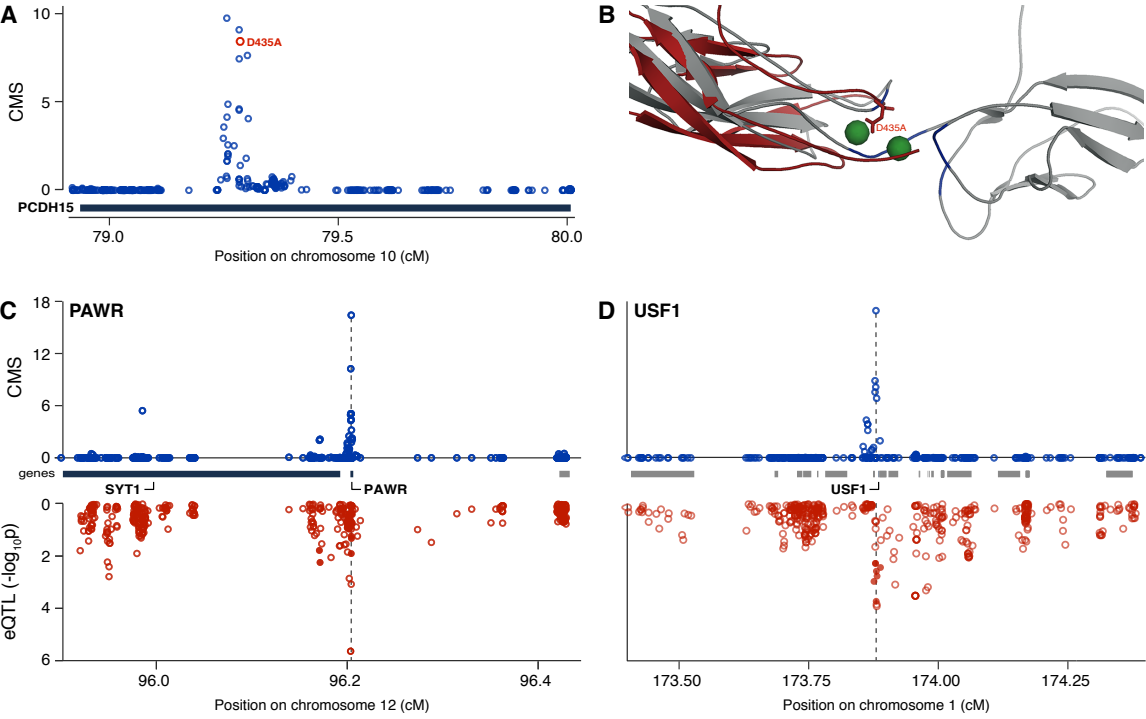 A
10
5
0
CMS
D435A
PCDH15
79.0 79.5 80.0
Position on chromosome 10 (cM)
B
D435A
C
PAWR
18
12
6
0
CMS
genes
SYT1
PAWR
0
2
4
6
eQTL (-log10p)
96.0 96.2 96.4
Position on chromosome 12 (cM)
D
USF1
USF1
173.50 173.75 174.00 174.25
Position on chromosome 1 (cM)